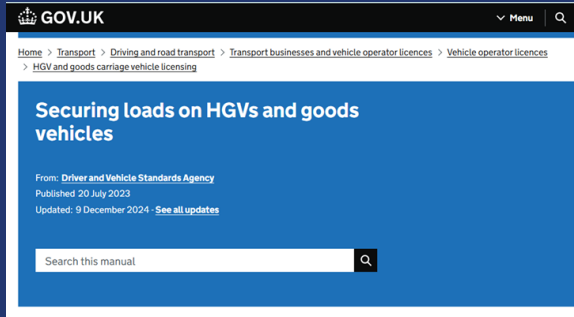 GOV.UK
Menu
Home > Transport > Driving and road transport > Transport businesses and vehicle operator licences > Vehicle operator licences
> HGV and goods carriage vehicle licensing
Securing loads on HGVs and goods
vehicles
From: Driver and Vehicle Standards Agency
Published 20 July 2023
Updated: 9 December 2024 - See all updates
Search this manual